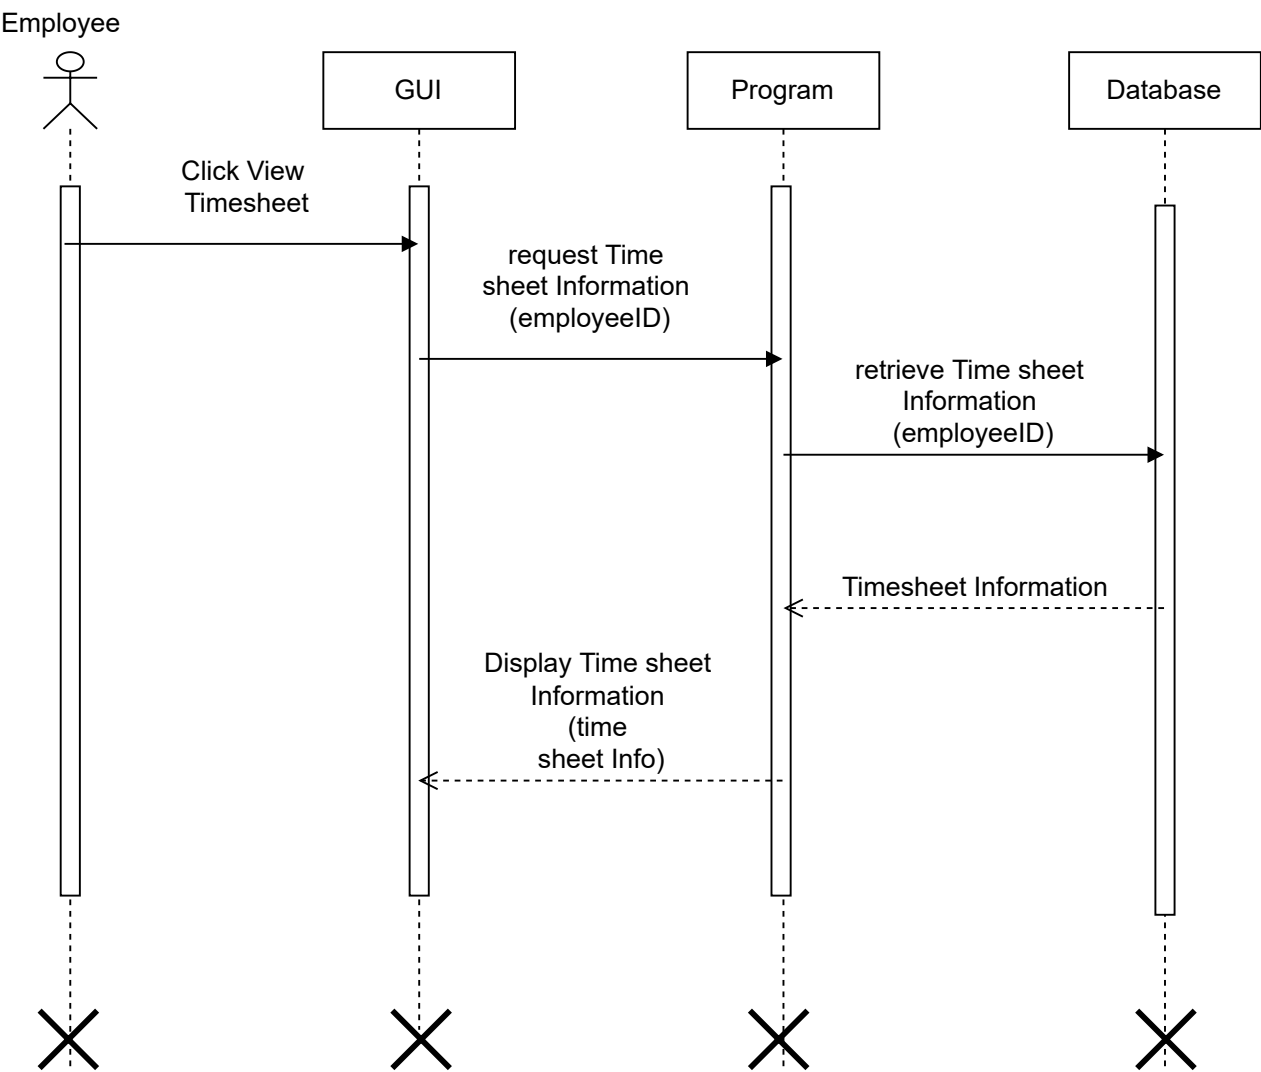 Employee
GUI
Program
Database
Click View
Timesheet
request Time
sheet Information
(employeeID)
retrieve Time sheet
Information
(employeeID)
Timesheet Information
Display Time sheet
Information
(time
sheet Info)